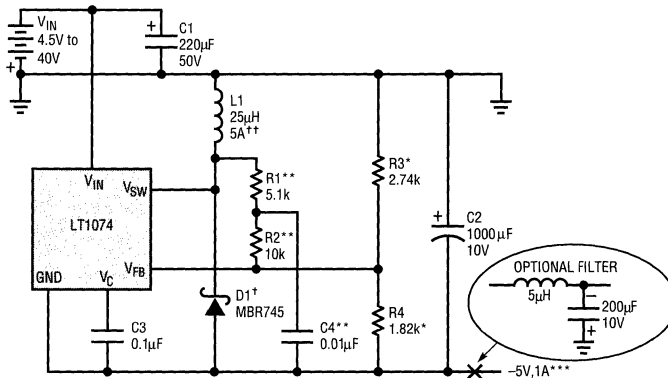 VIN
4.5V to
40V
+
+
C1
220µF
50V
L1
25µH
5A††
R1**
5.1k
R3*
2.74k
VIN
VSW
LT1074
R2**
10k
+
C2
1000µF
10V
GND
VC
VFB
OPTIONAL FILTER
5µH
–
200µF
10V
+
D1†
MBR745
R4
1.82k*
C3
0.1µF
C4**
0.01µF
–5V,1A***